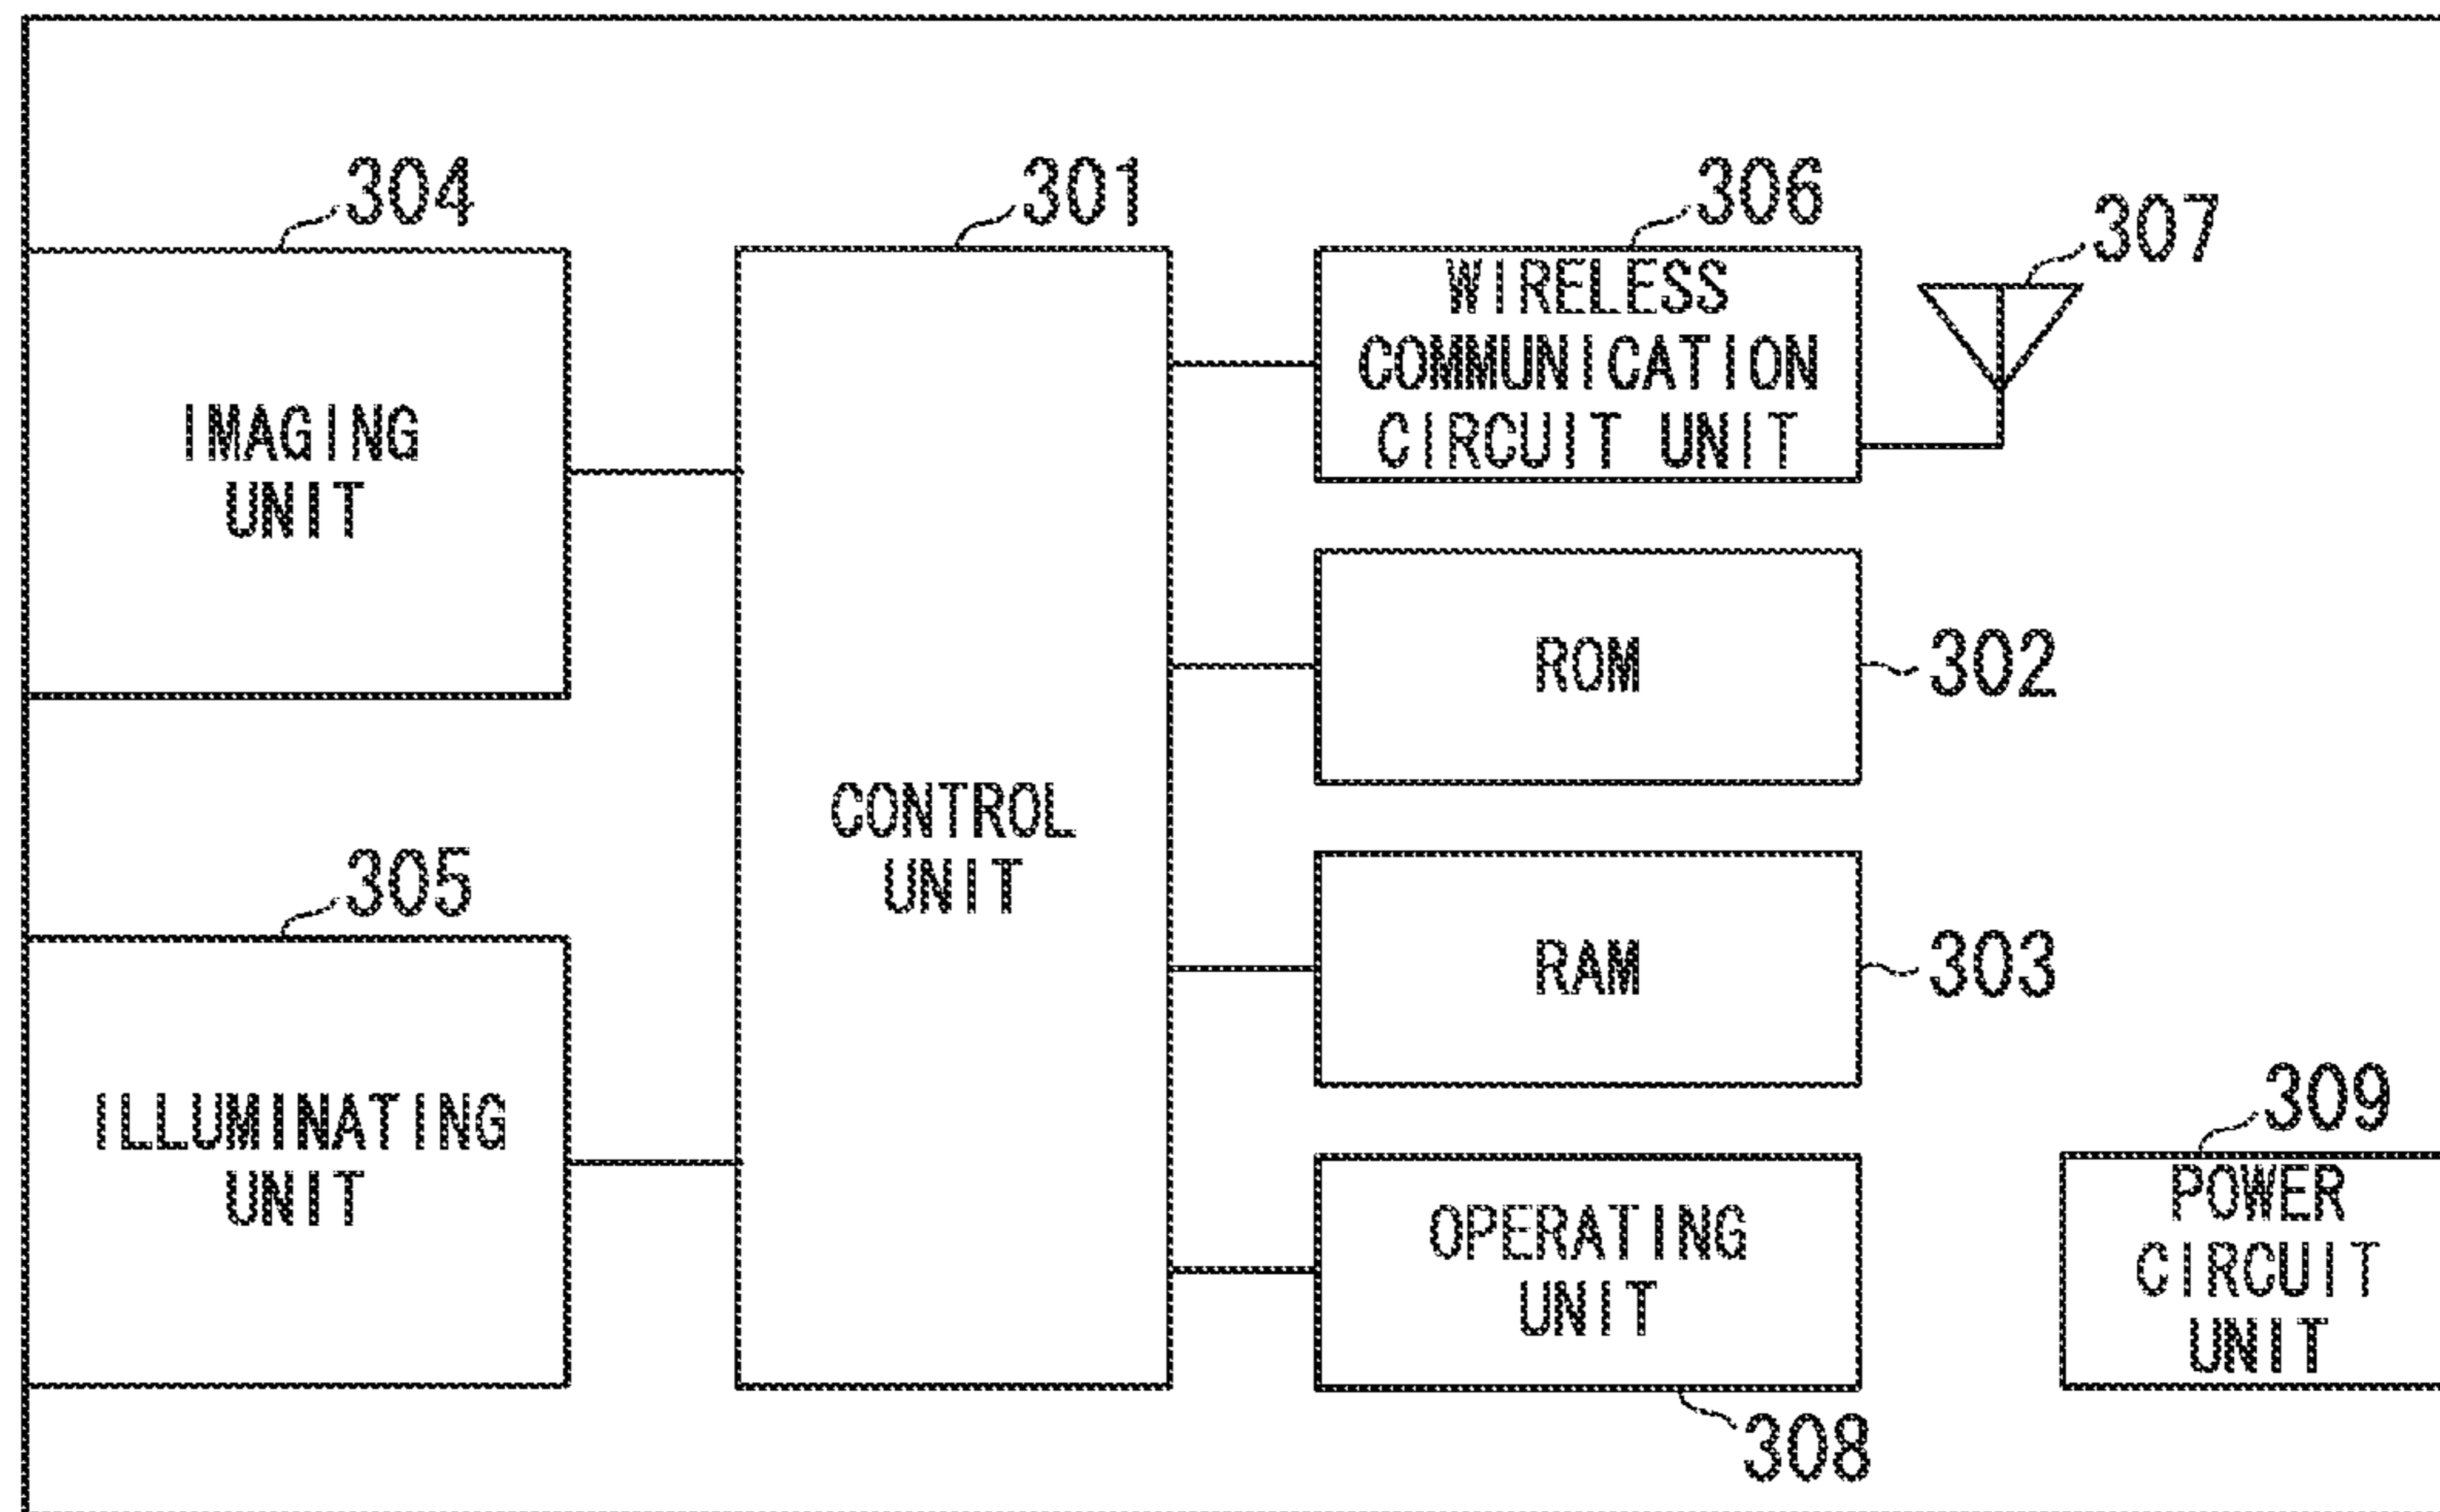 304
301
306
307
IMAGING
UNIT
CONTROL
UNIT
WIRELESS
COMMUNICATION
CIRCUIT UNIT
ROM
302
305
ILLUMINATING
UNIT
RAM
303
OPERATING
UNIT
308
309
POWER
CIRCUIT
UNIT